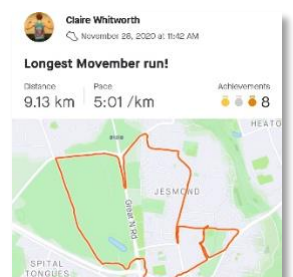 Claire Whitworth
November 28, 2020 at 11:42 AM
Longest Movember run!
Distance Pace Achievements
9.13 km 5:01 /km 8
HEATO
JESMOND
Great N Rd
SPITAL
TONGUES